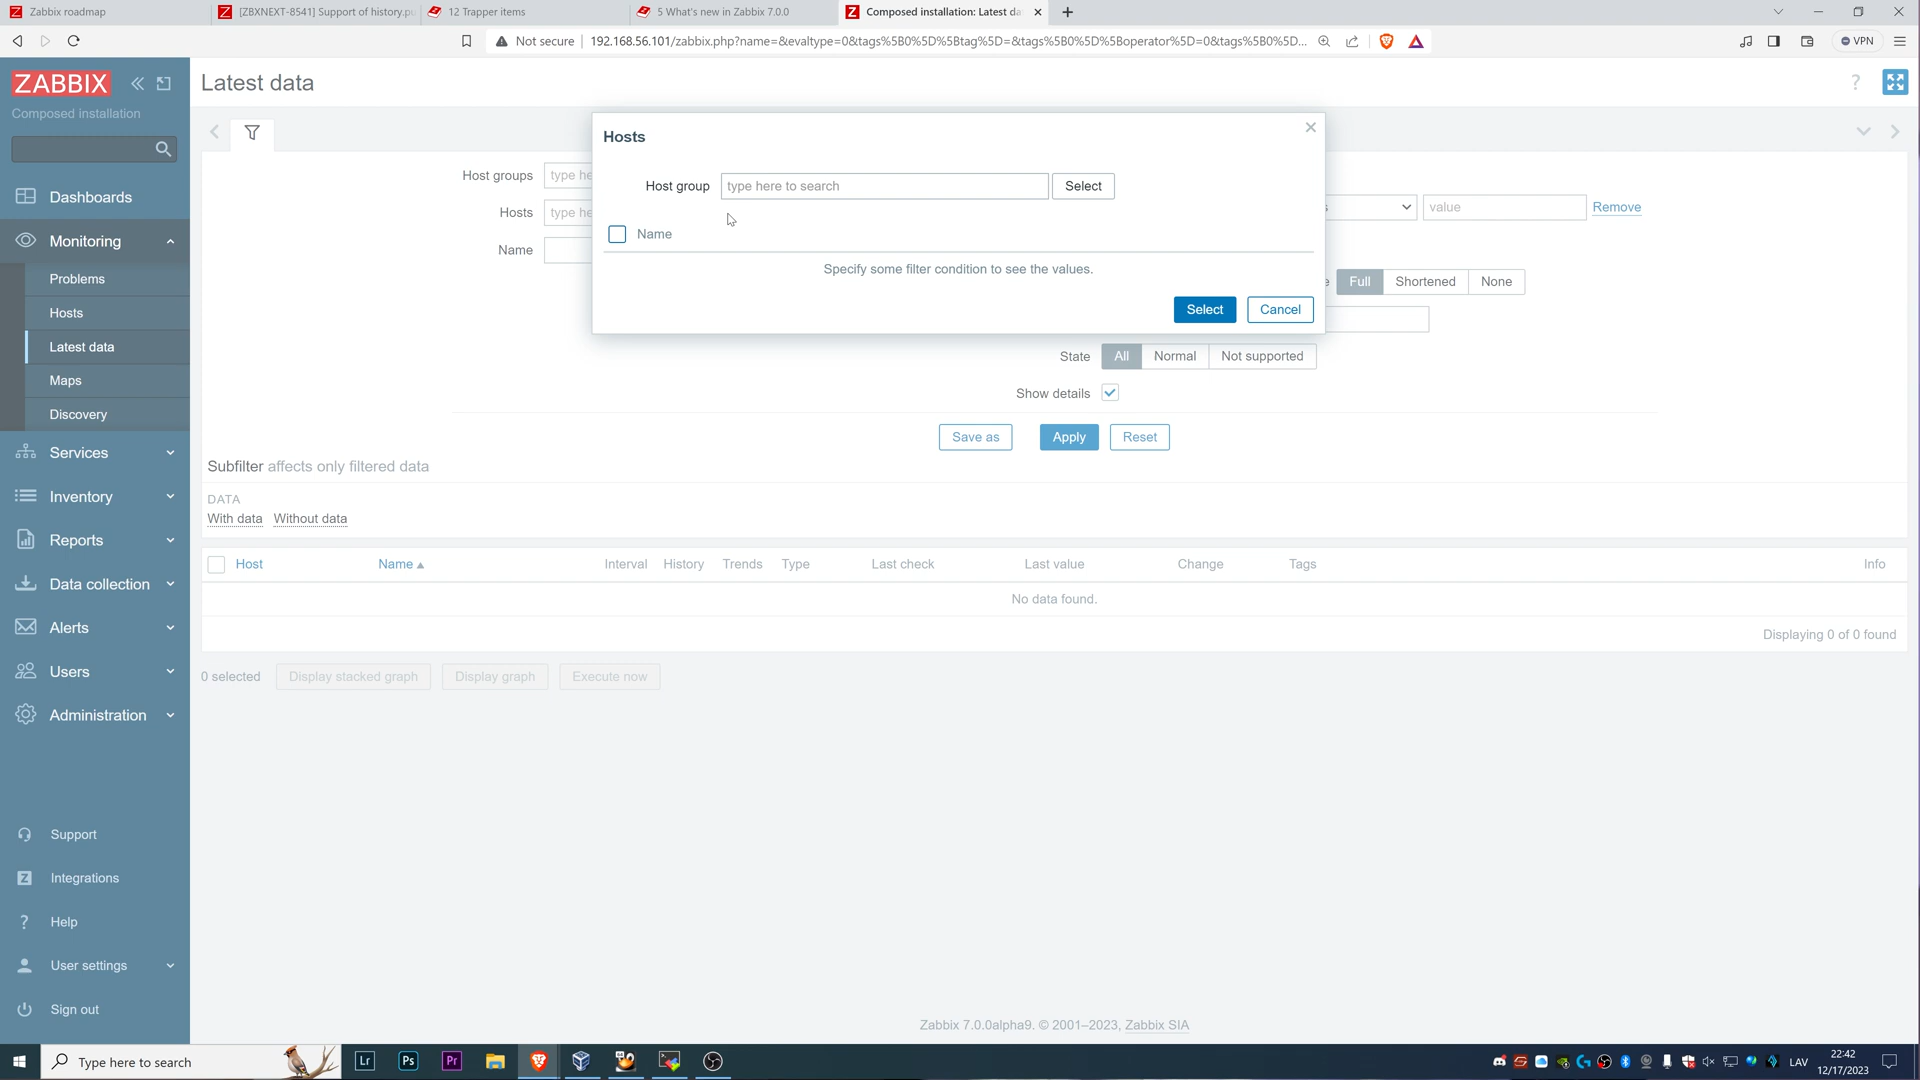 Zabbix roadmap
[ZBXNEXT-8541] Support of history.pu
12 Trapper items
5 What's new in Zabbix 7.0.0
Composed installation: Latest da
Not secure
192.168.56.101/zabbix.php?name=&evaltype=0&tags%5B0%5D%5Btag%5D=&tags%5B0%5D%5Boperator%5D=0&tags%5B0%5D...
VPN
ZABBIX
Composed installation
Dashboards
Monitoring
Problems
Hosts
Latest data
Maps
Discovery
Services
Inventory
Reports
Data collection
Alerts
Users
Administration
Support
Integrations
Help
User settings
Sign out
Latest data
Host groups type he
Hosts type he
Name
Hosts
Host group type here to search Select
Name
Specify some filter condition to see the values.
Select Cancel
value Remove
Full Shortened None
State All Normal Not supported
Show details
Save as Apply Reset
Subfilter affects only filtered data
DATA
With data Without data
Host Name Interval History Trends Type Last check Last value Change Tags Info
No data found.
Displaying 0 of 0 found
0 selected Display stacked graph Display graph Execute now
Zabbix 7.0.0alpha9. © 2001–2023, Zabbix SIA
Type here to search
Lr
Ps
Pr
LAV
22:42
12/17/2023